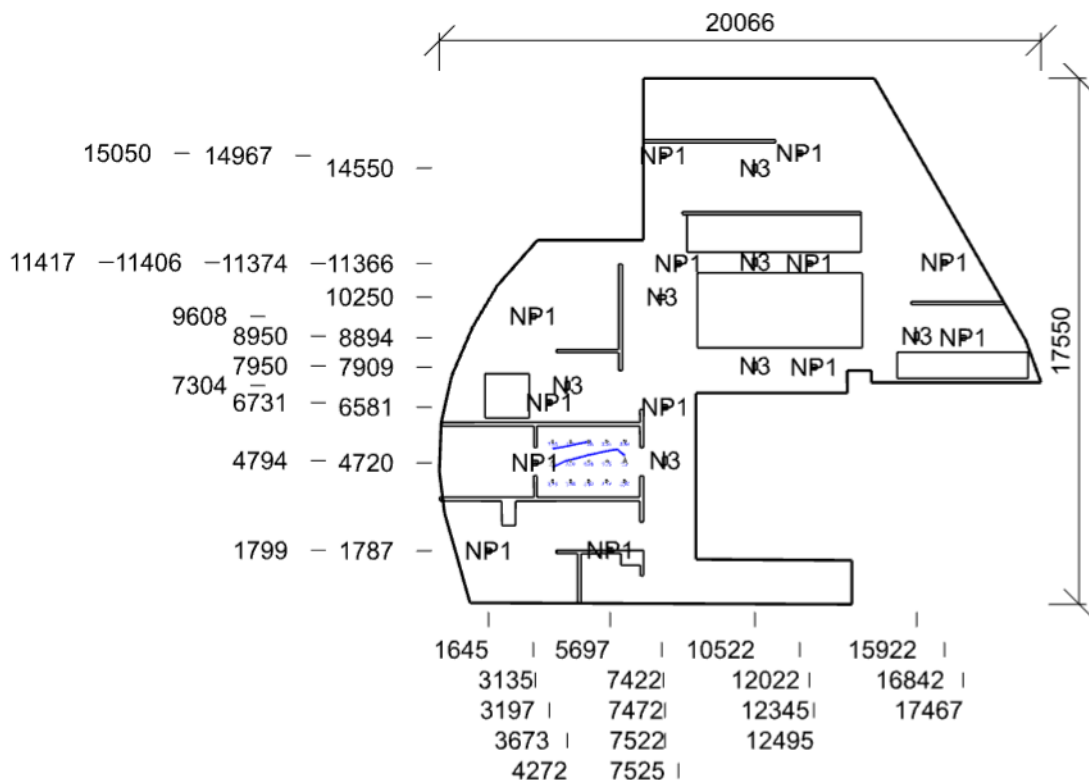 20066
15050 14967 NP1 NP1
14550 N3
11417 11406 11374 11366 NP1 N3 NP1 NP1
10250 N3
9608 NP1
8950 8894 N3 NP1
7950 7909 N3 NP1
7304 N3
6731 6581 NP1 NP1
4794 4720 NP1 N3
1799 1787 NP1 NP1
17550
1645 5697 10522 15922
3135 7422 12022 16842
3197 7472 12345 17467
3673 7522 12495
4272 7525